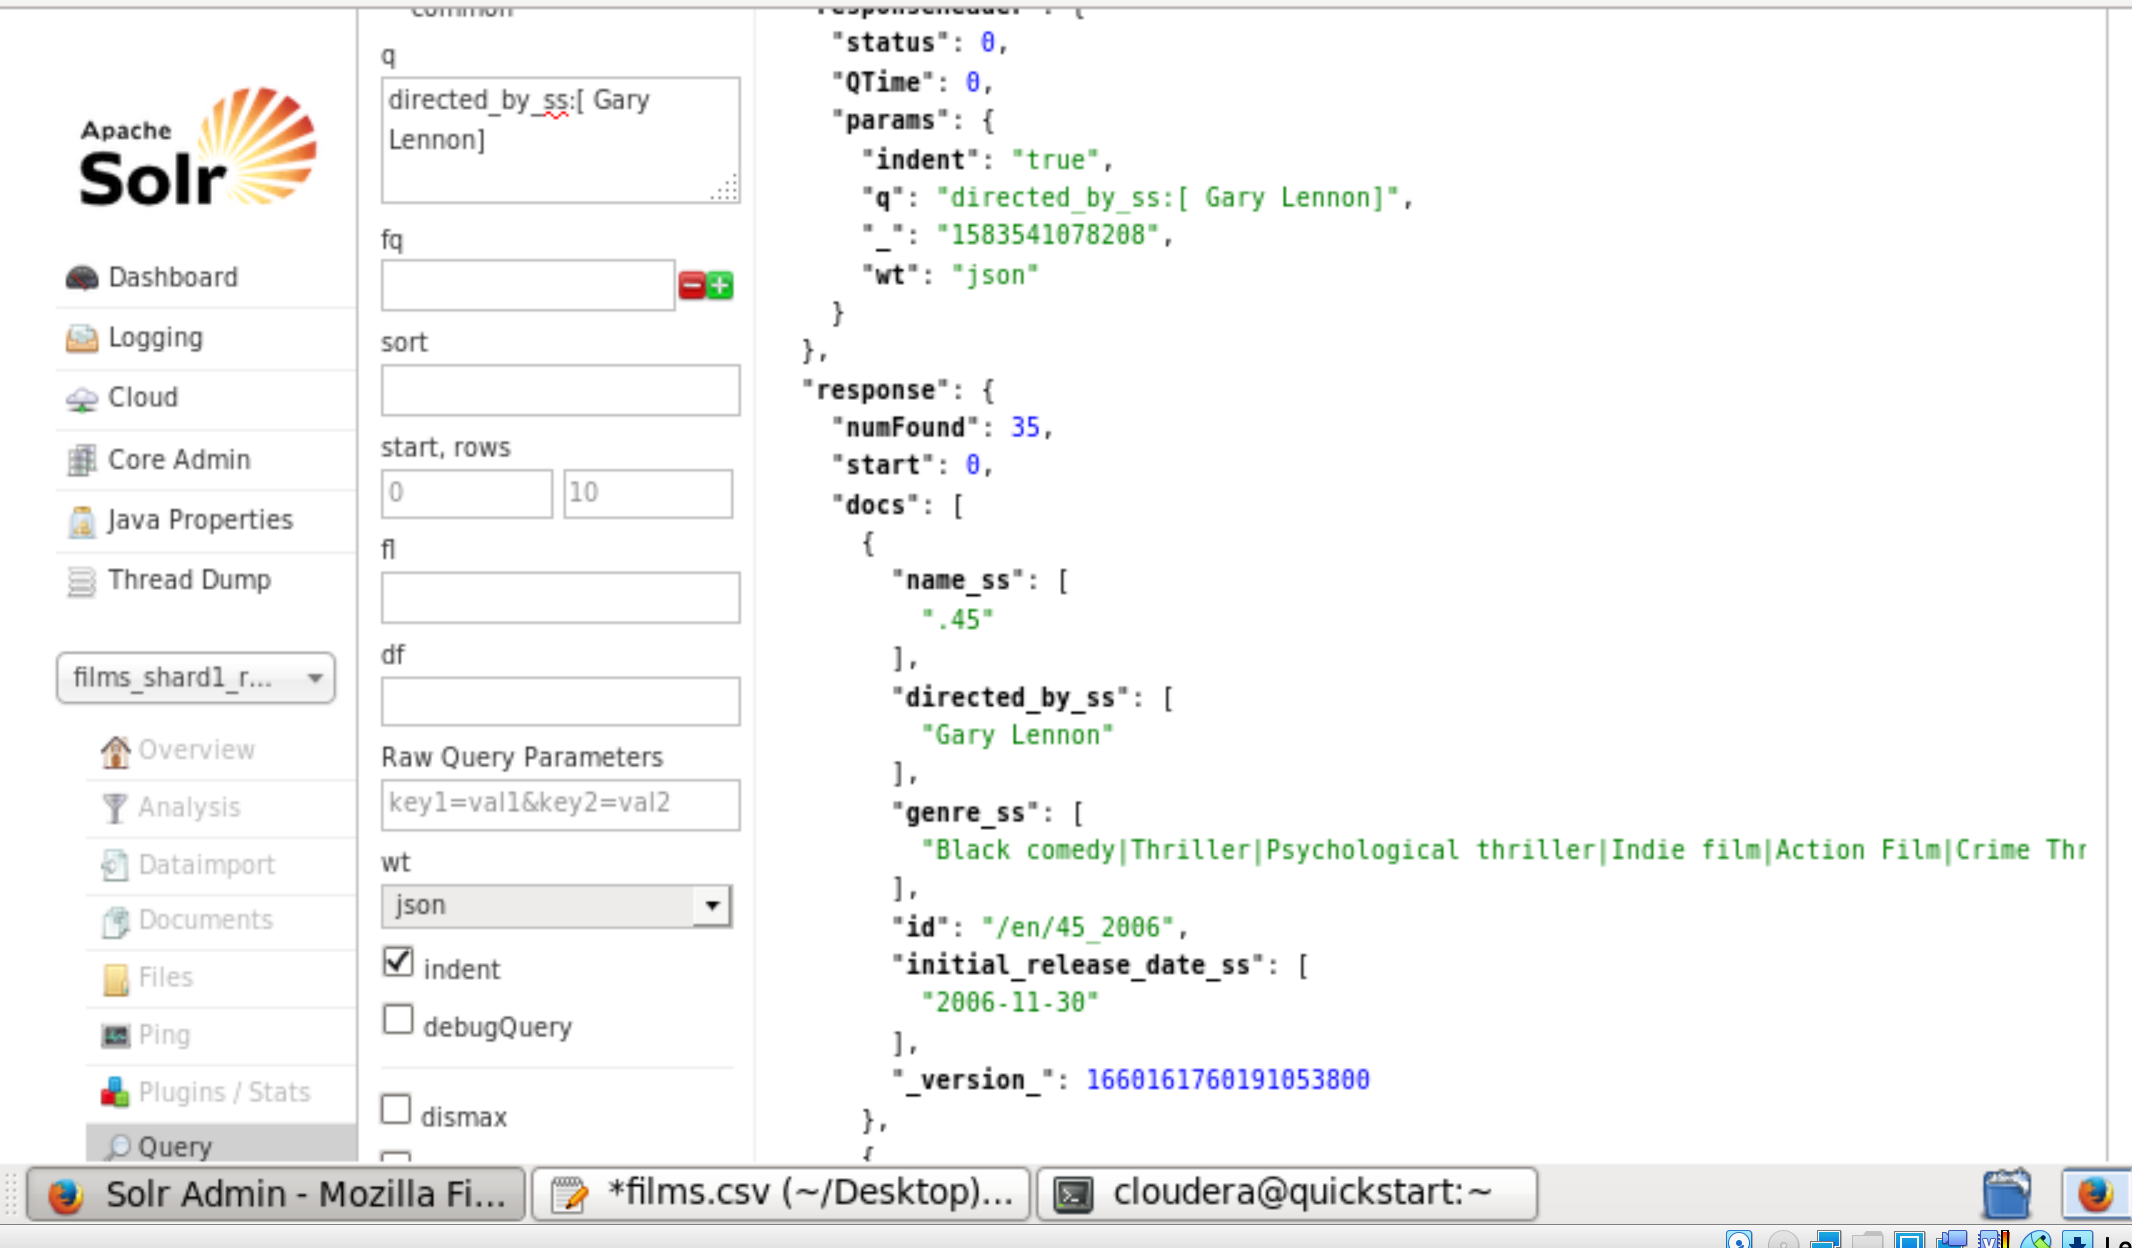 Apache
Solr
Dashboard
Logging
Cloud
Core Admin
Java Properties
Thread Dump
films_shard1_r...
Overview
Analysis
Dataimport
Documents
Files
Ping
Plugins / Stats
Query
common
q
directed_by_ss:[ Gary
Lennon]
fq
sort
start, rows
0
10
fl
df
Raw Query Parameters
key1=val1&key2=val2
wt
json
indent
debugQuery
dismax
"responseHeader": {
"status": 0,
"QTime": 0,
"params": {
"indent": "true",
"q": "directed_by_ss:[ Gary Lennon]",
"_": "1583541078208",
"wt": "json"
}
},
"response": {
"numFound": 35,
"start": 0,
"docs": [
{
"name_ss": [
".45"
],
"directed_by_ss": [
"Gary Lennon"
],
"genre_ss": [
"Black comedy|Thriller|Psychological thriller|Indie film|Action Film|Crime Thr
],
"id": "/en/45_2006",
"initial_release_date_ss": [
"2006-11-30"
],
"_version_": 1660161760191053800
},
{
Solr Admin - Mozilla Fi...
*films.csv (~/Desktop)...
cloudera@quickstart:~